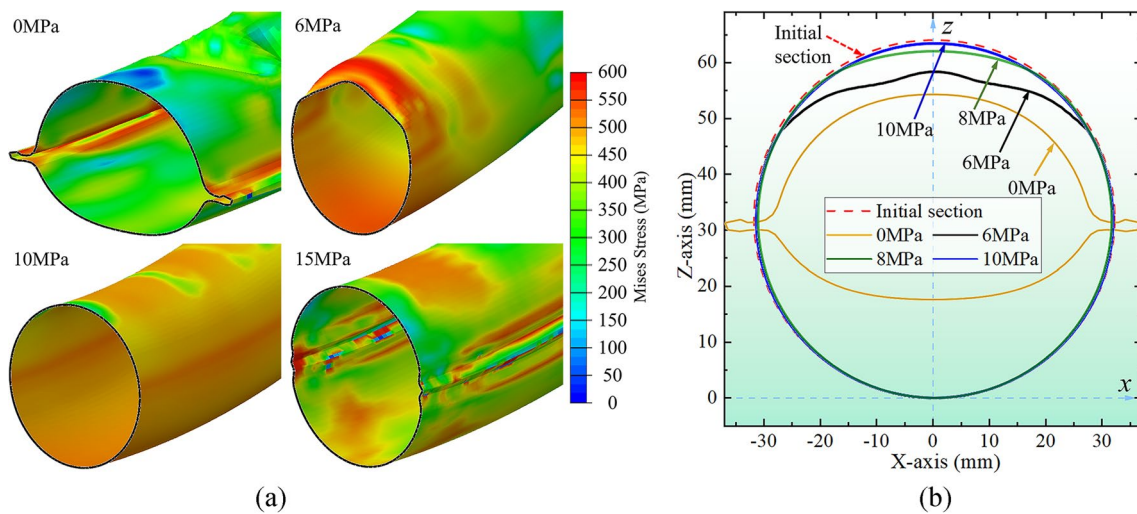 0MPa
6MPa
10MPa
15MPa
600
550
500
450
400
350
300
250
200
150
100
50
0
Mises Stress (MPa)
(a)
z
Initial
section
10MPa
8MPa
6MPa
0MPa
Initial section
0MPa 6MPa
8MPa 10MPa
60
50
40
30
20
10
0
Z-axis (mm)
x
-30 -20 -10 0 10 20 30
X-axis (mm)
(b)